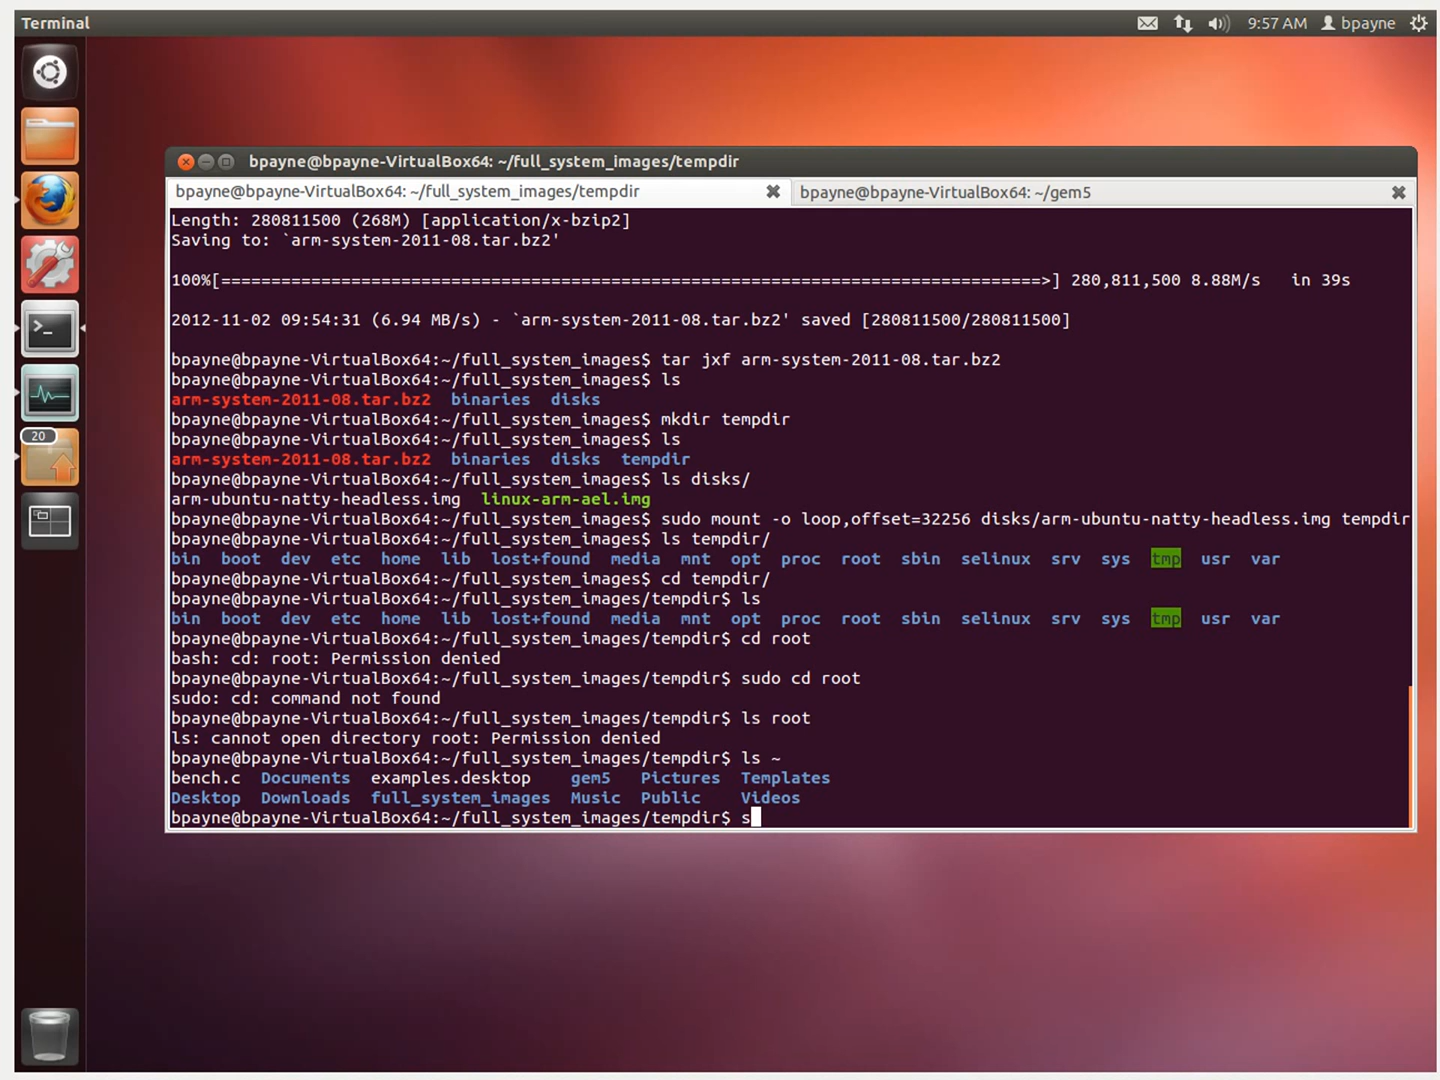 Terminal
9:57 AM bpayne
bpayne@bpayne-VirtualBox64: ~/full_system_images/tempdir
bpayne@bpayne-VirtualBox64: ~/full_system_images/tempdir
bpayne@bpayne-VirtualBox64: ~/gem5
Length: 280811500 (268M) [application/x-bzip2]
Saving to: `arm-system-2011-08.tar.bz2'
100%[==================================================================================>] 280,811,500 8.88M/s   in 39s
2012-11-02 09:54:31 (6.94 MB/s) - `arm-system-2011-08.tar.bz2' saved [280811500/280811500]
bpayne@bpayne-VirtualBox64:~/full_system_images$ tar jxf arm-system-2011-08.tar.bz2
bpayne@bpayne-VirtualBox64:~/full_system_images$ ls
arm-system-2011-08.tar.bz2  binaries  disks
bpayne@bpayne-VirtualBox64:~/full_system_images$ mkdir tempdir
bpayne@bpayne-VirtualBox64:~/full_system_images$ ls
arm-system-2011-08.tar.bz2  binaries  disks  tempdir
bpayne@bpayne-VirtualBox64:~/full_system_images$ ls disks/
arm-ubuntu-natty-headless.img  linux-arm-ael.img
bpayne@bpayne-VirtualBox64:~/full_system_images$ sudo mount -o loop,offset=32256 disks/arm-ubuntu-natty-headless.img tempdir
bpayne@bpayne-VirtualBox64:~/full_system_images$ ls tempdir/
bin  boot  dev  etc  home  lib  lost+found  media  mnt  opt  proc  root  sbin  selinux  srv  sys  tmp  usr  var
bpayne@bpayne-VirtualBox64:~/full_system_images$ cd tempdir/
bpayne@bpayne-VirtualBox64:~/full_system_images/tempdir$ ls
bin  boot  dev  etc  home  lib  lost+found  media  mnt  opt  proc  root  sbin  selinux  srv  sys  tmp  usr  var
bpayne@bpayne-VirtualBox64:~/full_system_images/tempdir$ cd root
bash: cd: root: Permission denied
bpayne@bpayne-VirtualBox64:~/full_system_images/tempdir$ sudo cd root
sudo: cd: command not found
bpayne@bpayne-VirtualBox64:~/full_system_images/tempdir$ ls root
ls: cannot open directory root: Permission denied
bpayne@bpayne-VirtualBox64:~/full_system_images/tempdir$ ls ~
bench.c  Documents  examples.desktop    gem5   Pictures  Templates
Desktop  Downloads  full_system_images  Music  Public    Videos
bpayne@bpayne-VirtualBox64:~/full_system_images/tempdir$ s
20